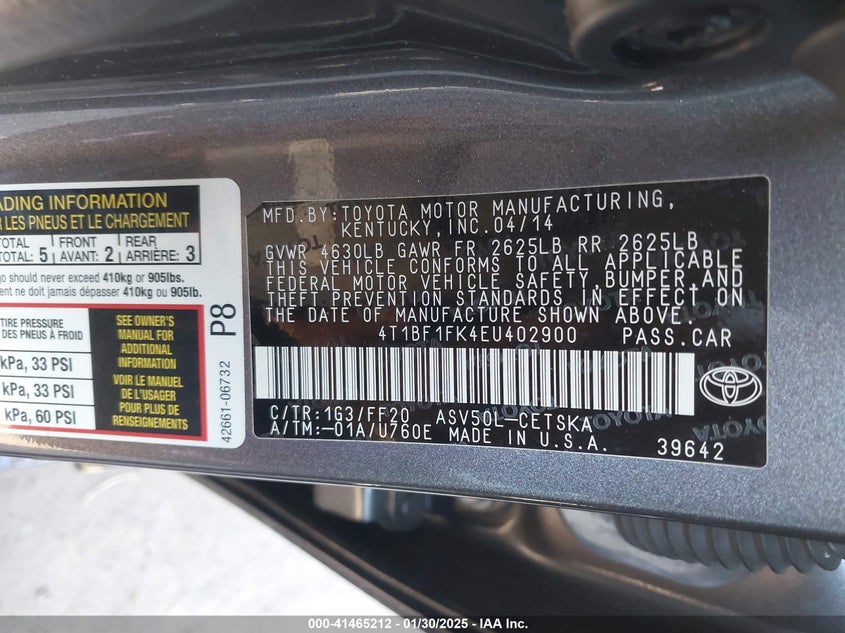 ADING INFORMATION
R LES PNEUS ET LE CHARGEMENT
TOTAL 5 FRONT 2 REAR 3
TOTAL: AVANT: ARRIÈRE:
go should never exceed 410kg or 905lbs.
ment ne doit jamais dépasser 410kg ou 905lb.
TIRE PRESSURE
DES PNEUS À FROID
kPa, 33 PSI
kPa, 33 PSI
kPa, 60 PSI
SEE OWNER'S
MANUAL FOR
ADDITIONAL
INFORMATION
VOIR LE MANUEL
DE L'USAGER
POUR PLUS DE
RENSEIGNEMENTS
P8
42661-06732
MFD.BY:TOYOTA MOTOR MANUFACTURING,
KENTUCKY,INC.04/14
GVWR 4630LB GAWR FR 2625LB RR 2625LB
THIS VEHICLE CONFORMS TO ALL APPLICABLE
FEDERAL MOTOR VEHICLE SAFETY,BUMPER,AND
THEFT PREVENTION STANDARDS IN EFFECT ON
THE DATE OF MANUFACTURE SHOWN ABOVE.
4T1BF1FK4EU402900 PASS.CAR
C/TR:1G3/FF20 ASV50L-CETSKA
A/TM:-01A/U760E MADE IN U.S.A.
39642
TOYOTA
000-41465212 - 01/30/2025 - IAA Inc.